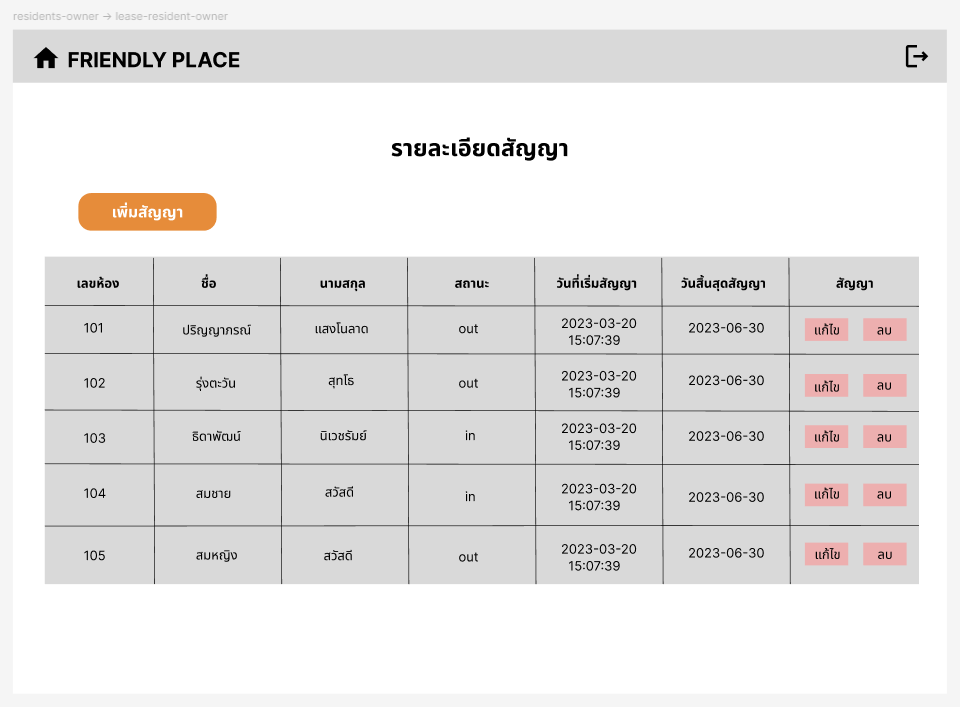 residents-owner → lease-resident-owner
FRIENDLY PLACE
รายละเอียดสัญญา
เพิ่มสัญญา
เลขห้อง ชื่อ นามสกุล สถานะ วันที่เริ่มสัญญา วันสิ้นสุดสัญญา สัญญา
101 ปริญญาภรณ์ แสงโนลาด out 2023-03-20 15:07:39 2023-06-30 แก้ไข ลบ
102 รุ่งตะวัน สุทโธ out 2023-03-20 15:07:39 2023-06-30 แก้ไข ลบ
103 ธิดาพัฒน์ นิเวชรัมย์ in 2023-03-20 15:07:39 2023-06-30 แก้ไข ลบ
104 สมชาย สวัสดี in 2023-03-20 15:07:39 2023-06-30 แก้ไข ลบ
105 สมหญิง สวัสดี out 2023-03-20 15:07:39 2023-06-30 แก้ไข ลบ